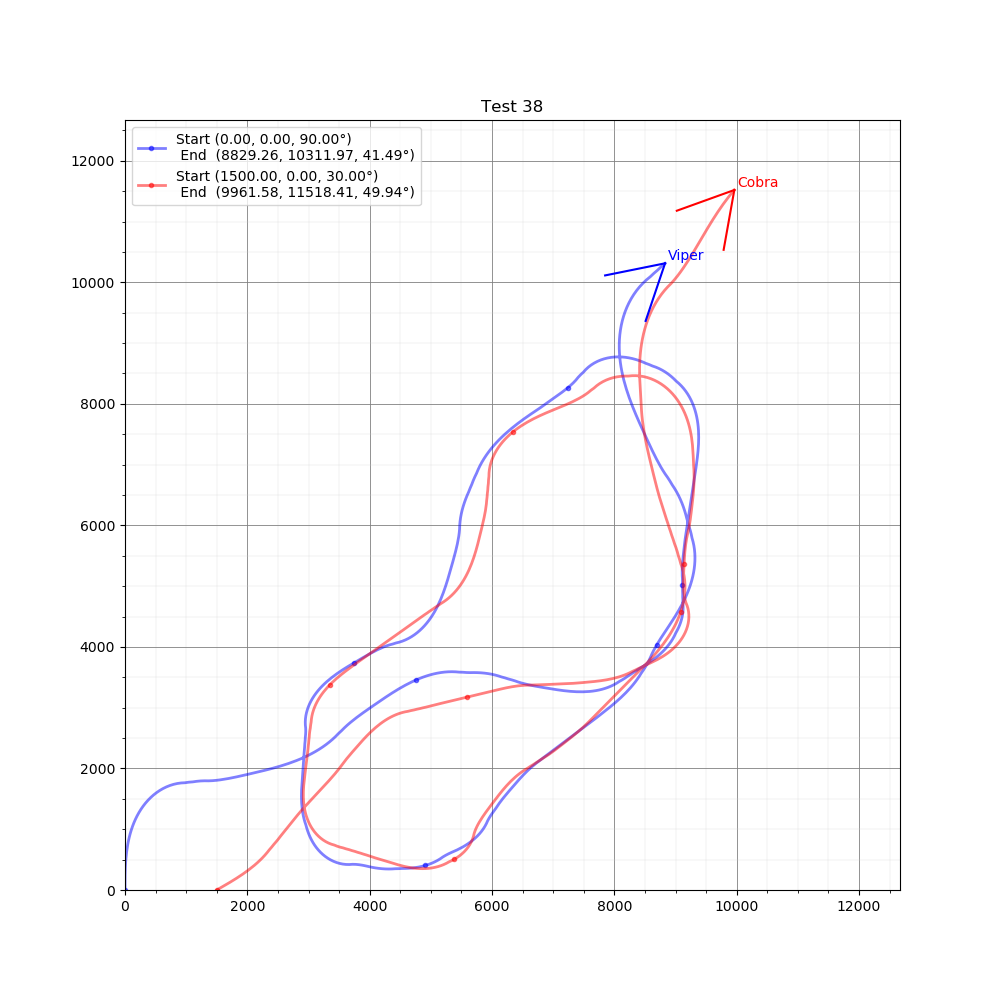 Test 38
Start (0.00, 0.00, 90.00°)
End (8829.26, 10311.97, 41.49°)
Start (1500.00, 0.00, 30.00°)
End (9961.58, 11518.41, 49.94°)
Cobra
Viper
12000
10000
8000
6000
4000
2000
0
0 2000 4000 6000 8000 10000 12000